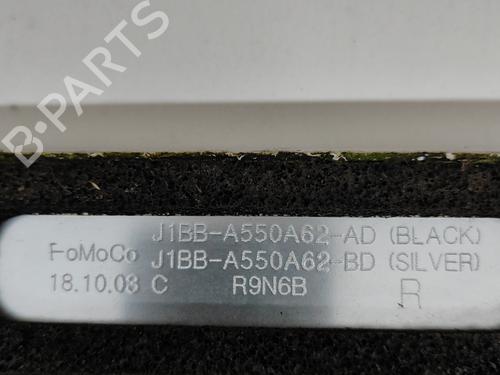 B-PARTS
J1BB-A550A62-AD (BLACK)
FoMoCo J1BB-A550A62-BD (SILVER)
18.10.03 C R9N6B R